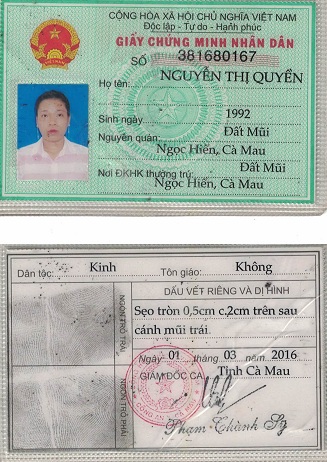 CỘNG HÒA XÃ HỘI CHỦ NGHĨA VIỆT NAM
Độc lập - Tự do - Hạnh phúc
GIẤY CHỨNG MINH NHÂN DÂN
SỐ 381680167
Họ tên: NGUYỄN THỊ QUYỀN
Sinh ngày 1992
Nguyên quán: Đất Mũi
Ngọc Hiển, Cà Mau
Nơi ĐKHK thường trú: Đất Mũi
Ngọc Hiển, Cà Mau
Dân tộc: Kinh Tôn giáo: Không
NGÓN TRỎ TRÁI
NGÓN TRỎ PHẢI
DẤU VẾT RIÊNG VÀ DỊ HÌNH
Sẹo tròn 0,5cm c,2cm trên sau
cánh mũi trái.
Ngày 01 tháng 03 năm 2016
GIÁM ĐỐC CA Tỉnh Cà Mau